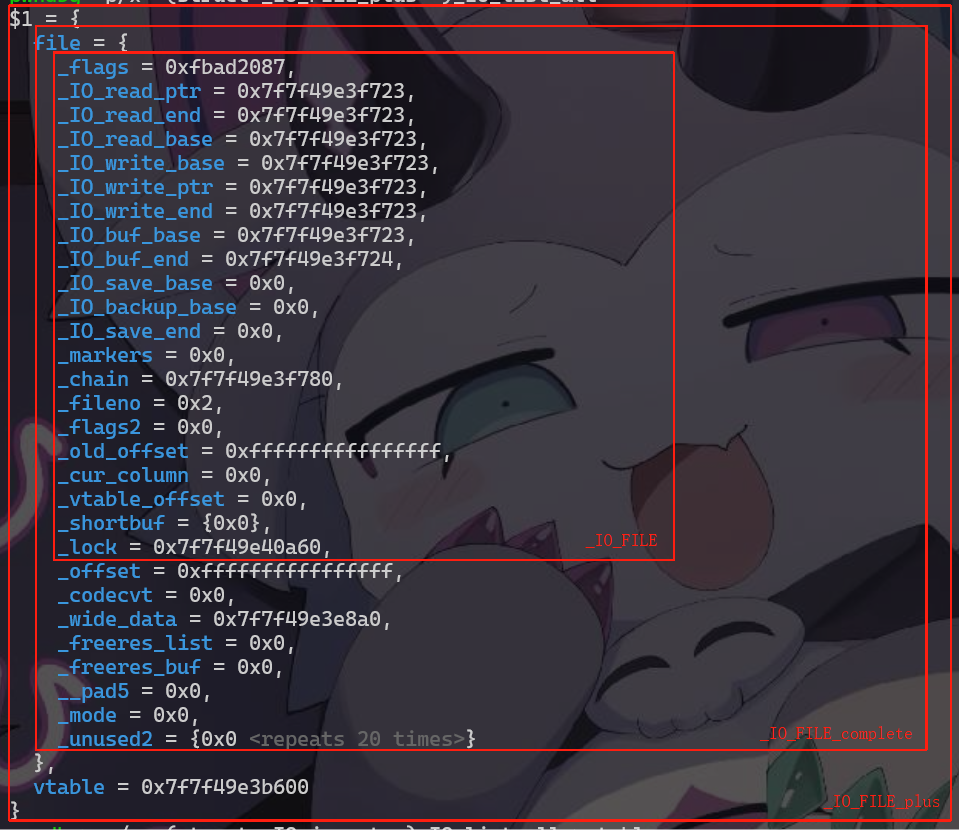 $1 = {
file = {
_flags = 0xfbad2087,
_IO_read_ptr = 0x7f7f49e3f723,
_IO_read_end = 0x7f7f49e3f723,
_IO_read_base = 0x7f7f49e3f723,
_IO_write_base = 0x7f7f49e3f723,
_IO_write_ptr = 0x7f7f49e3f723,
_IO_write_end = 0x7f7f49e3f723,
_IO_buf_base = 0x7f7f49e3f723,
_IO_buf_end = 0x7f7f49e3f724,
_IO_save_base = 0x0,
_IO_backup_base = 0x0,
_IO_save_end = 0x0,
_markers = 0x0,
_chain = 0x7f7f49e3f780,
_fileno = 0x2,
_flags2 = 0x0,
_old_offset = 0xffffffffffffffff,
_cur_column = 0x0,
_vtable_offset = 0x0,
_shortbuf = {0x0},
_IO_FILE
_lock = 0x7f7f49e40a60,
_offset = 0xffffffffffffffff,
_codecvt = 0x0,
_wide_data = 0x7f7f49e3e8a0,
_freeres_list = 0x0,
_freeres_buf = 0x0,
__pad5 = 0x0,
_mode = 0x0,
_IO_FILE_complete
_unused2 = {0x0 <repeats 20 times>}
},
vtable = 0x7f7f49e3b600
_IO_FILE_plus
}